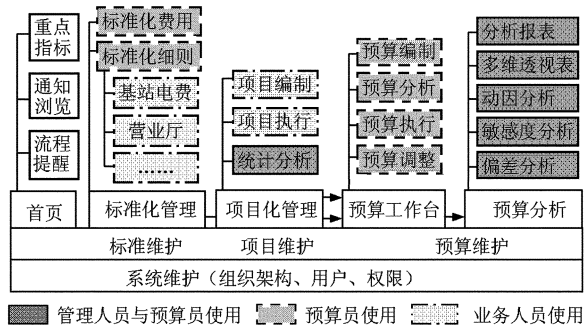 重点
指标
通知
浏览
流程
提醒
首页
标准化费用
标准化细则
基站电费
营业厅
……
标准化管理
项目编制
项目执行
统计分析
项目化管理
预算编制
预算分析
预算执行
预算调整
预算工作台
分析报表
多维透视表
动因分析
敏感度分析
偏差分析
预算分析
标准维护 项目维护 预算维护
系统维护（组织架构、用户、权限）
管理人员与预算员使用 预算员使用 业务人员使用